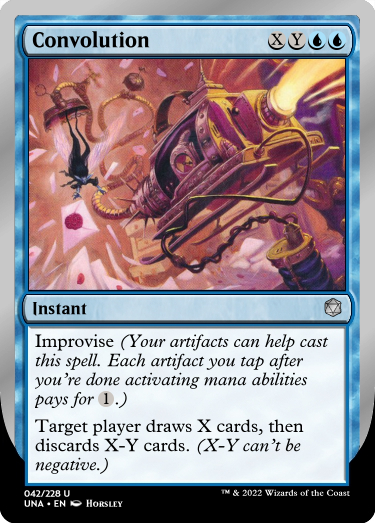 Convolution X Y
Instant
Improvise (Your artifacts can help cast
this spell. Each artifact you tap after
you're done activating mana abilities
pays for 1.)
Target player draws X cards, then
discards X-Y cards. (X-Y can't be
negative.)
042/228 U
UNA • EN Horsley
™ & 2022 Wizards of the Coast